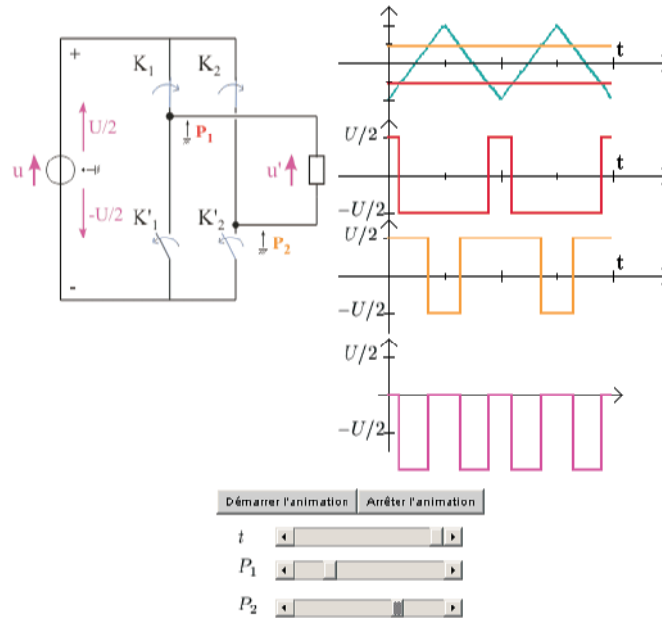 +
K₁
K₂
U/2
P₁
u
u'
-U/2
K'₁
K'₂
P₂
-
t
U/2
t
−U/2
U/2
t
−U/2
U/2
−U/2
Démarrer l'animation
Arrêter l'animation
t
P₁
P₂